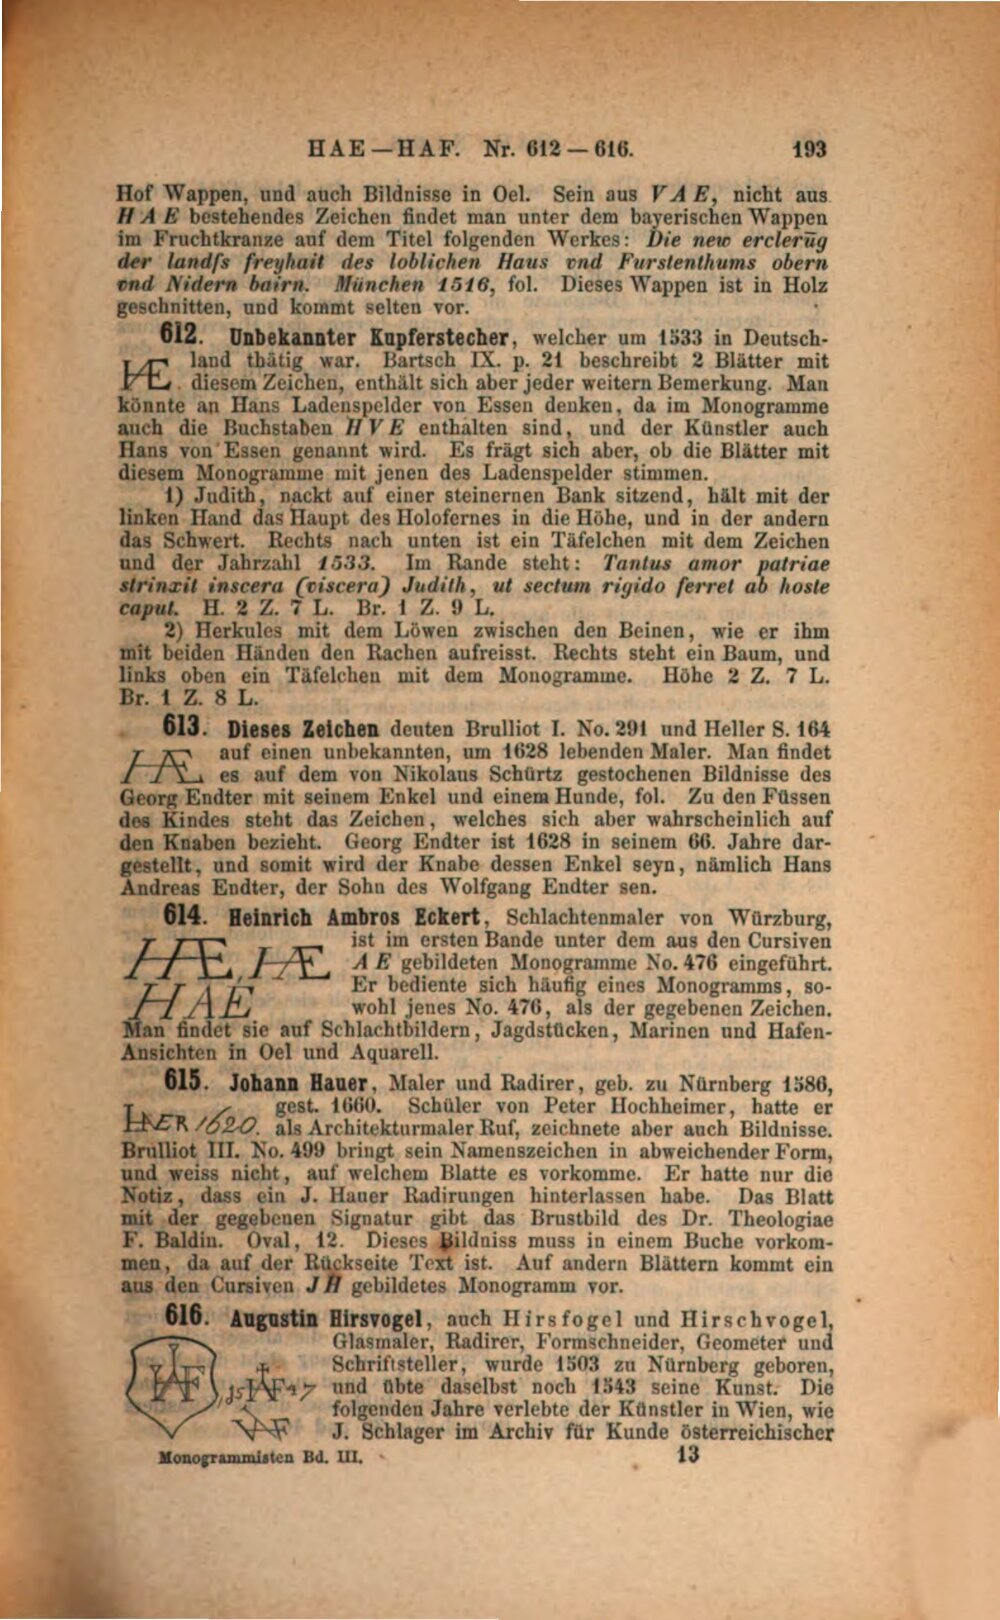 HAE — HAF. Nr. 612 — 616. 193
Hof Wappen, und auch Bildnisse in Oel. Sein aus VAE, nicht aus
HAE bestehendes Zeichen findet man unter dem bayerischen Wappen
im Fruchtkranze auf dem Titel folgenden Werkes: Die new erclerūg
der landſs freyhait des loblichen Haus vnd Furstenthums obern
vnd Nidern bairn. München 1516, fol. Dieses Wappen ist in Holz
geschnitten, und kommt selten vor.
612. Unbekannter Kupferstecher, welcher um 1533 in Deutsch-
land thätig war. Bartsch IX. p. 21 beschreibt 2 Blätter mit
diesem Zeichen, enthält sich aber jeder weitern Bemerkung. Man
könnte an Hans Ladenspelder von Essen denken, da im Monogramme
auch die Buchstaben HVE enthalten sind, und der Künstler auch
Hans von Essen genannt wird. Es frägt sich aber, ob die Blätter mit
diesem Monogramme mit jenen des Ladenspelder stimmen.
1) Judith, nackt auf einer steinernen Bank sitzend, hält mit der
linken Hand das Haupt des Holofernes in die Höhe, und in der andern
das Schwert. Rechts nach unten ist ein Täfelchen mit dem Zeichen
und der Jahrzahl 1533. Im Rande steht: Tantus amor patriae
strinxit inscera (viscera) Judith, ut sectum rigido ferret ab hoste
caput. H. 2 Z. 7 L. Br. 1 Z. 9 L.
2) Herkules mit dem Löwen zwischen den Beinen, wie er ihm
mit beiden Händen den Rachen aufreisst. Rechts steht ein Baum, und
links oben ein Täfelchen mit dem Monogramme. Höhe 2 Z. 7 L.
Br. 1 Z. 8 L.
613. Dieses Zeichen deuten Brulliot I. No. 291 und Heller S. 164
HÆ auf einen unbekannten, um 1628 lebenden Maler. Man findet
es auf dem von Nikolaus Schürtz gestochenen Bildnisse des
Georg Endter mit seinem Enkel und einem Hunde, fol. Zu den Füssen
des Kindes steht das Zeichen, welches sich aber wahrscheinlich auf
den Knaben bezieht. Georg Endter ist 1628 in seinem 66. Jahre dar-
gestellt, und somit wird der Knabe dessen Enkel seyn, nämlich Hans
Andreas Endter, der Sohn des Wolfgang Endter sen.
614. Heinrich Ambros Eckert, Schlachtenmaler von Würzburg,
ist im ersten Bande unter dem aus den Cursiven
HÆ, HÆ AE gebildeten Monogramme No. 476 eingeführt.
Er bediente sich häufig eines Monogramms, so-
HAE wohl jenes No. 476, als der gegebenen Zeichen.
Man findet sie auf Schlachtbildern, Jagdstücken, Marinen und Hafen-
Ansichten in Oel und Aquarell.
615. Johann Hauer, Maler und Radirer, geb. zu Nürnberg 1586,
gest. 1660. Schüler von Peter Hochheimer, hatte er
HAER 1620. als Architekturmaler Ruf, zeichnete aber auch Bildnisse.
Brulliot III. No. 499 bringt sein Namenszeichen in abweichender Form,
und weiss nicht, auf welchem Blatte es vorkomme. Er hatte nur die
Notiz, dass ein J. Hauer Radirungen hinterlassen habe. Das Blatt
mit der gegebenen Signatur gibt das Brustbild des Dr. Theologiae
F. Baldin. Oval, 12. Dieses Bildniss muss in einem Buche vorkom-
men, da auf der Rückseite Text ist. Auf andern Blättern kommt ein
aus den Cursiven JH gebildetes Monogramm vor.
616. Augustin Hirsvogel, auch Hirsfogel und Hirschvogel,
Glasmaler, Radirer, Formschneider, Geometer und
Schriftsteller, wurde 1503 zu Nürnberg geboren,
HAF, 15 HAF 47 und übte daselbst noch 1543 seine Kunst. Die
folgenden Jahre verlebte der Künstler in Wien, wie
J. Schlager im Archiv für Kunde österreichischer
Monogrammisten Bd. III. 13